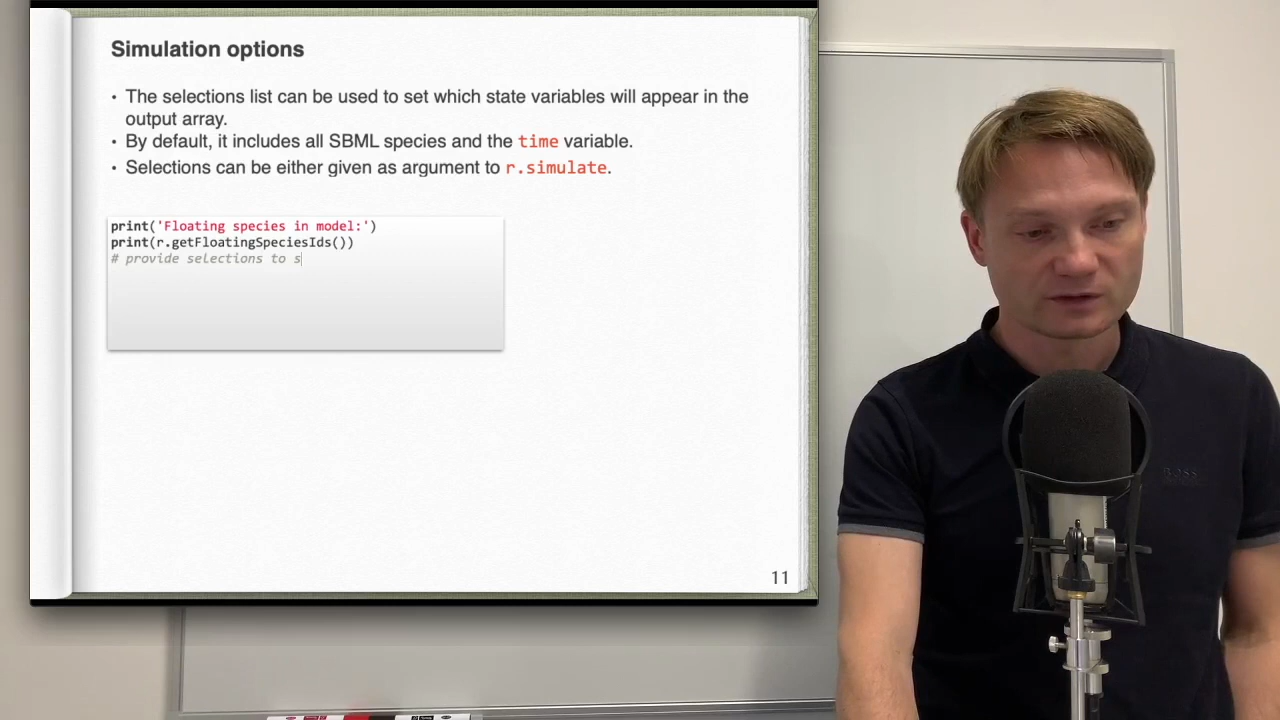 Simulation options
• The selections list can be used to set which state variables will appear in the
output array.
• By default, it includes all SBML species and the time variable.
• Selections can be either given as argument to r.simulate.
print('Floating species in model:')
print(r.getFloatingSpeciesIds())
# provide selections to s
11
BOSS